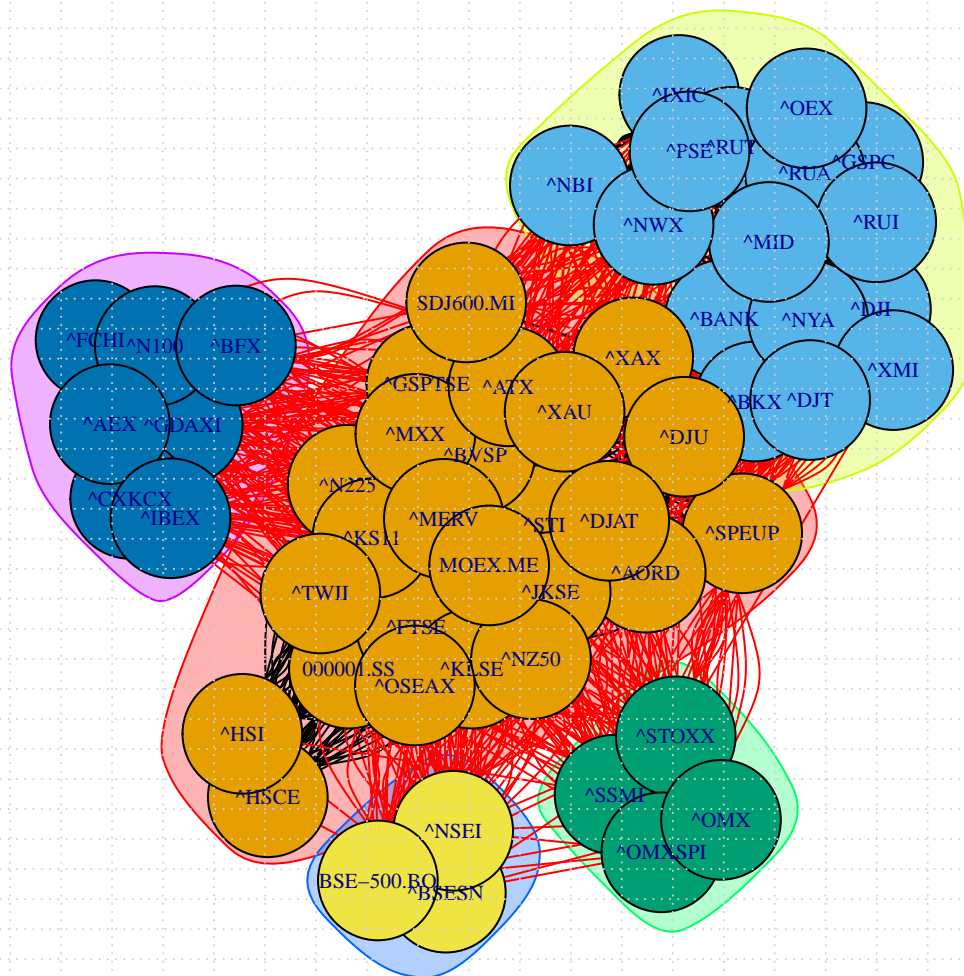 ^IXIC
^OEX
^PSE
^RUT
^RUA
^GSPC
^NBI
^NWX
^MID
^RUI
SDJ600.MI
^BANK
^NYA
^DJI
^FCHI
^N100
^BFX
^XAX
^XMI
^GSPTSE
^ATX
^XAU
^BKX
^DJT
^AEX
^GDAXI
^MXX
^BVSP
^DJU
^N225
^CXKCX
^IBEX
^MERV
^STI
^DJAT
^SPEUP
^KS11
MOEX.ME
^AORD
^TWII
^JKSE
^FTSE
000001.SS
^OSEAX
^KLSE
^NZ50
^HSI
^STOXX
^HSCE
^SSMI
^OMX
^NSEI
^OMXSPI
BSE−500.BO
^BSESN